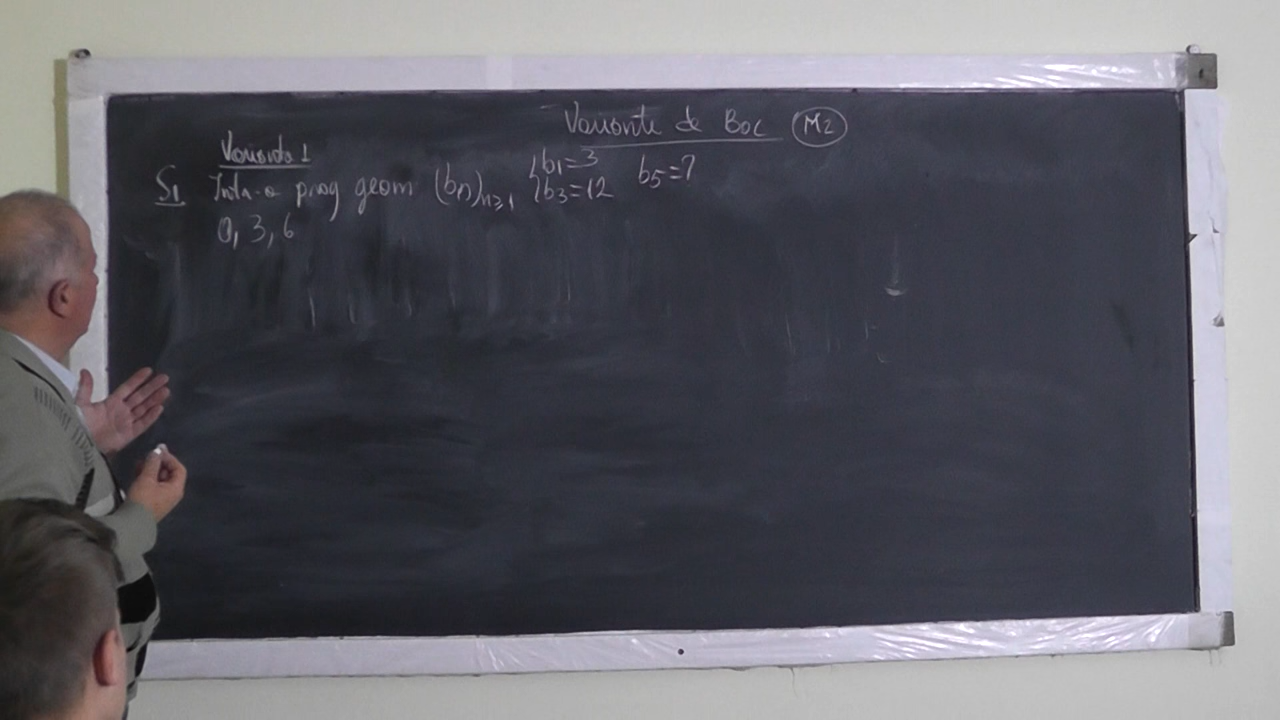 Variante de Bac M2
Varianta 1
S1 Intr-o prog geom (bn)n≥1 { b1=3 b3=12 b5=?
0, 3, 6